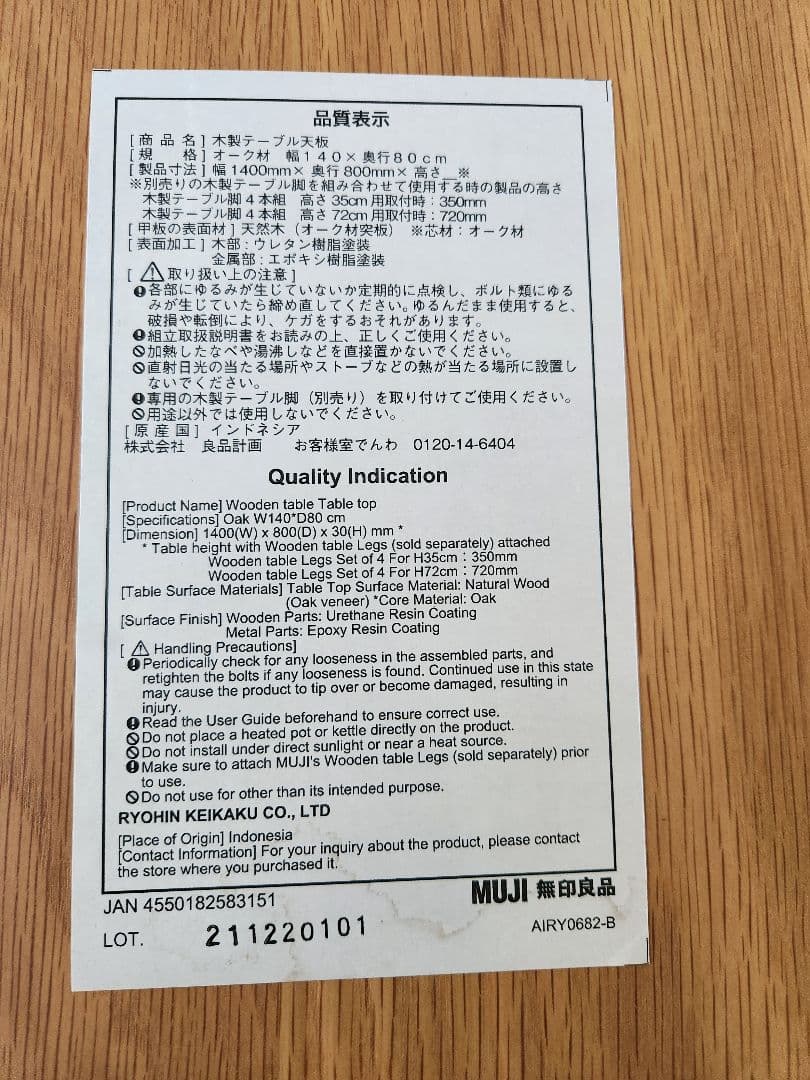 品質表示
[商品名] 木製テーブル天板
[規格] オーク材 幅140×奥行80cm
[製品寸法] 幅1400mm×奥行800mm×高さ__※
※別売りの木製テーブル脚を組み合わせて使用する時の製品の高さ
木製テーブル脚4本組 高さ35cm用取付時：350mm
木製テーブル脚4本組 高さ72cm用取付時：720mm
[甲板の表面材] 天然木（オーク材突板） ※芯材：オーク材
[表面加工] 木部：ウレタン樹脂塗装
金属部：エポキシ樹脂塗装
[⚠取り扱い上の注意]
各部にゆるみが生じていないか定期的に点検し、ボルト類にゆる
みが生じていたら締め直してください。ゆるんだまま使用すると、
破損や転倒により、ケガをするおそれがあります。
組立取扱説明書をお読みの上、正しくご使用ください。
加熱したなべや湯沸しなどを直接置かないでください。
直射日光の当たる場所やストーブなどの熱が当たる場所に設置し
ないでください。
専用の木製テーブル脚（別売り）を取り付けてご使用ください。
用途以外では使用しないでください。
[原産国] インドネシア
株式会社 良品計画 お客様室でんわ 0120-14-6404
Quality Indication
[Product Name] Wooden table Table top
[Specifications] Oak W140*D80 cm
[Dimension] 1400(W) x 800(D) x 30(H) mm *
* Table height with Wooden table Legs (sold separately) attached
Wooden table Legs Set of 4 For H35cm：350mm
Wooden table Legs Set of 4 For H72cm：720mm
[Table Surface Materials] Table Top Surface Material: Natural Wood
(Oak veneer) *Core Material: Oak
[Surface Finish] Wooden Parts: Urethane Resin Coating
Metal Parts: Epoxy Resin Coating
[⚠ Handling Precautions]
Periodically check for any looseness in the assembled parts, and
retighten the bolts if any looseness is found. Continued use in this state
may cause the product to tip over or become damaged, resulting in
injury.
Read the User Guide beforehand to ensure correct use.
Do not place a heated pot or kettle directly on the product.
Do not install under direct sunlight or near a heat source.
Make sure to attach MUJI's Wooden table Legs (sold separately) prior
to use.
Do not use for other than its intended purpose.
RYOHIN KEIKAKU CO., LTD
[Place of Origin] Indonesia
[Contact Information] For your inquiry about the product, please contact
the store where you purchased it.
JAN 4550182583151
MUJI 無印良品
LOT. 211220101
AIRY0682-B